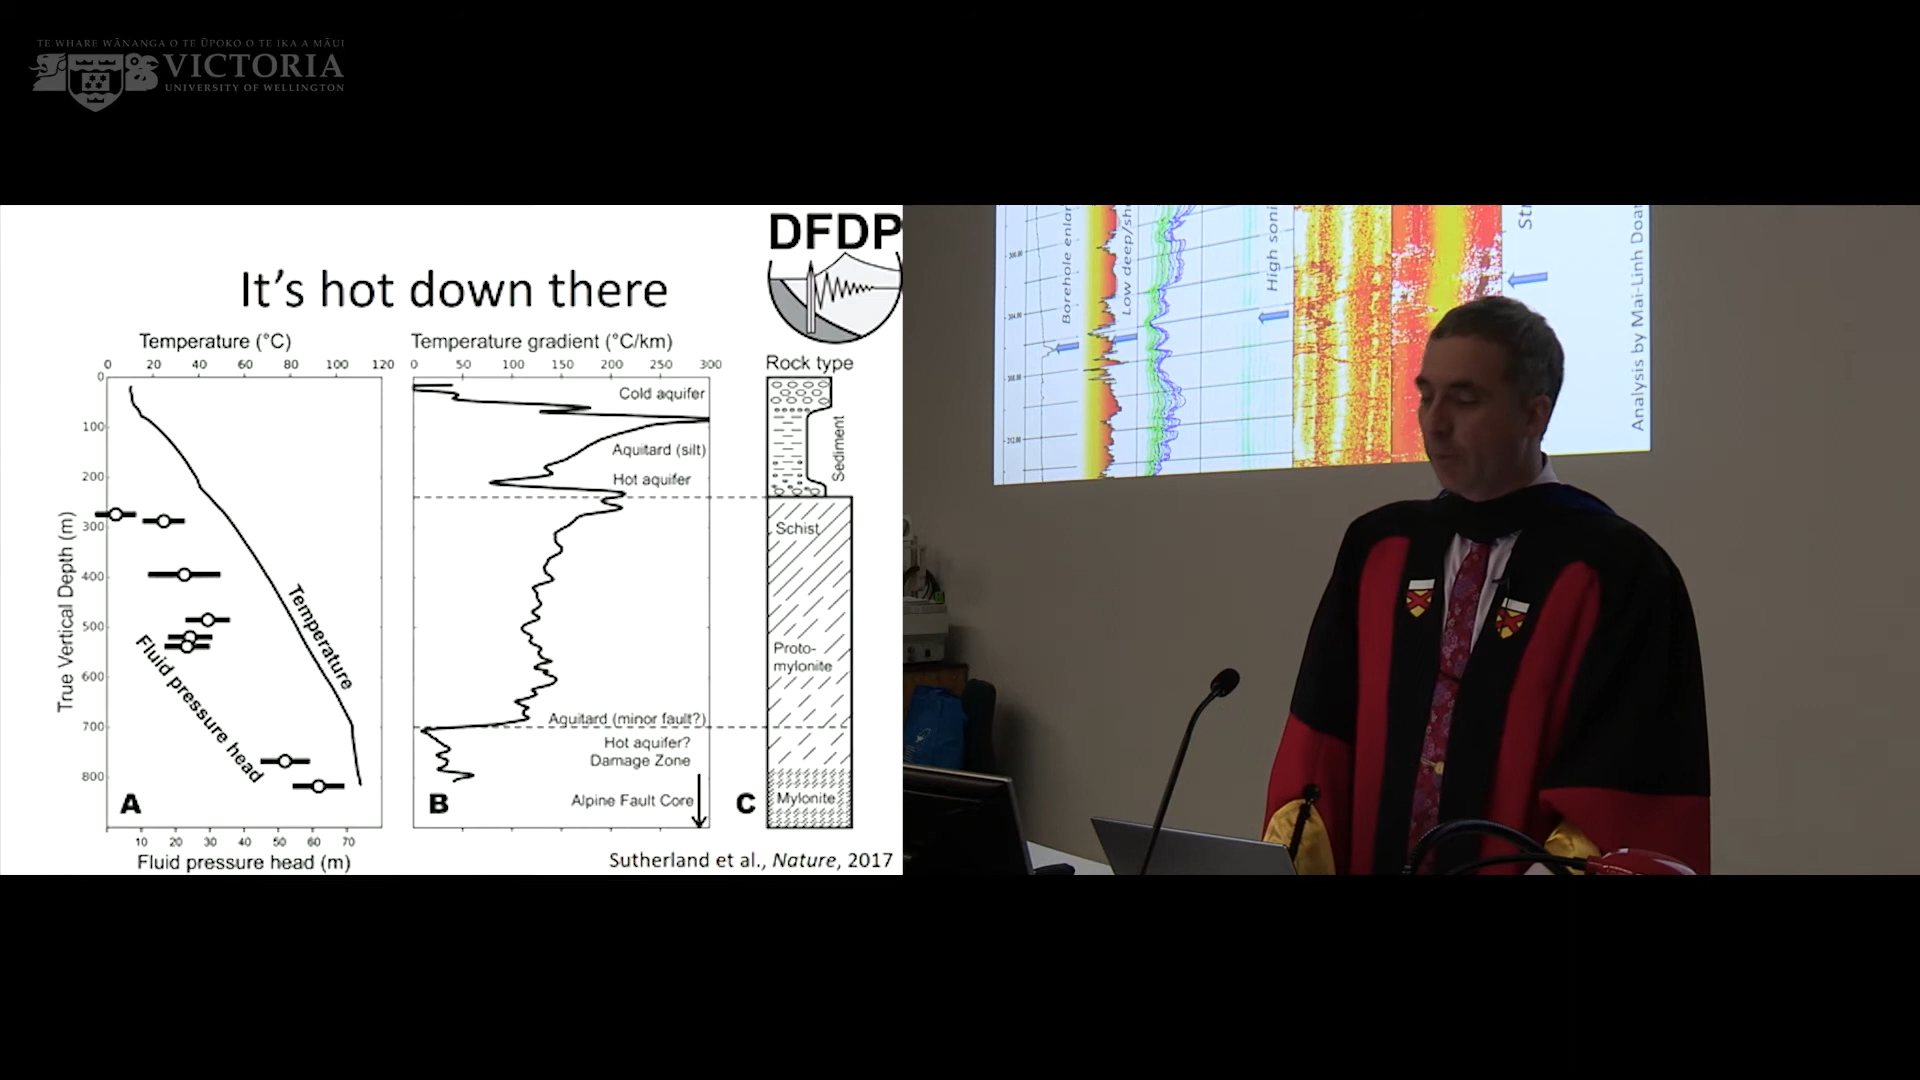 TE WHARE WĀNANGA O TE ŪPOKO O TE IKA A MĀUI
VICTORIA
UNIVERSITY OF WELLINGTON
DFDP
It's hot down there
Temperature (°C)
0 20 40 60 80 100 120
Temperature gradient (°C/km)
0 50 100 150 200 250 300
Rock type
0
100
200
300
400
500
600
700
800
True Vertical Depth (m)
Temperature
Fluid pressure head
A
10 20 30 40 50 60 70
Fluid pressure head (m)
Cold aquifer
Aquitard (silt)
Hot aquifer
Aquitard (minor fault?)
Hot aquifer?
Damage Zone
Alpine Fault Core
B
C
Sediment
Schist
Proto-
mylonite
Mylonite
Sutherland et al., Nature, 2017
Borehole enlar
Low deep/sh
High soni
Analysis by Mai-Linh Doa